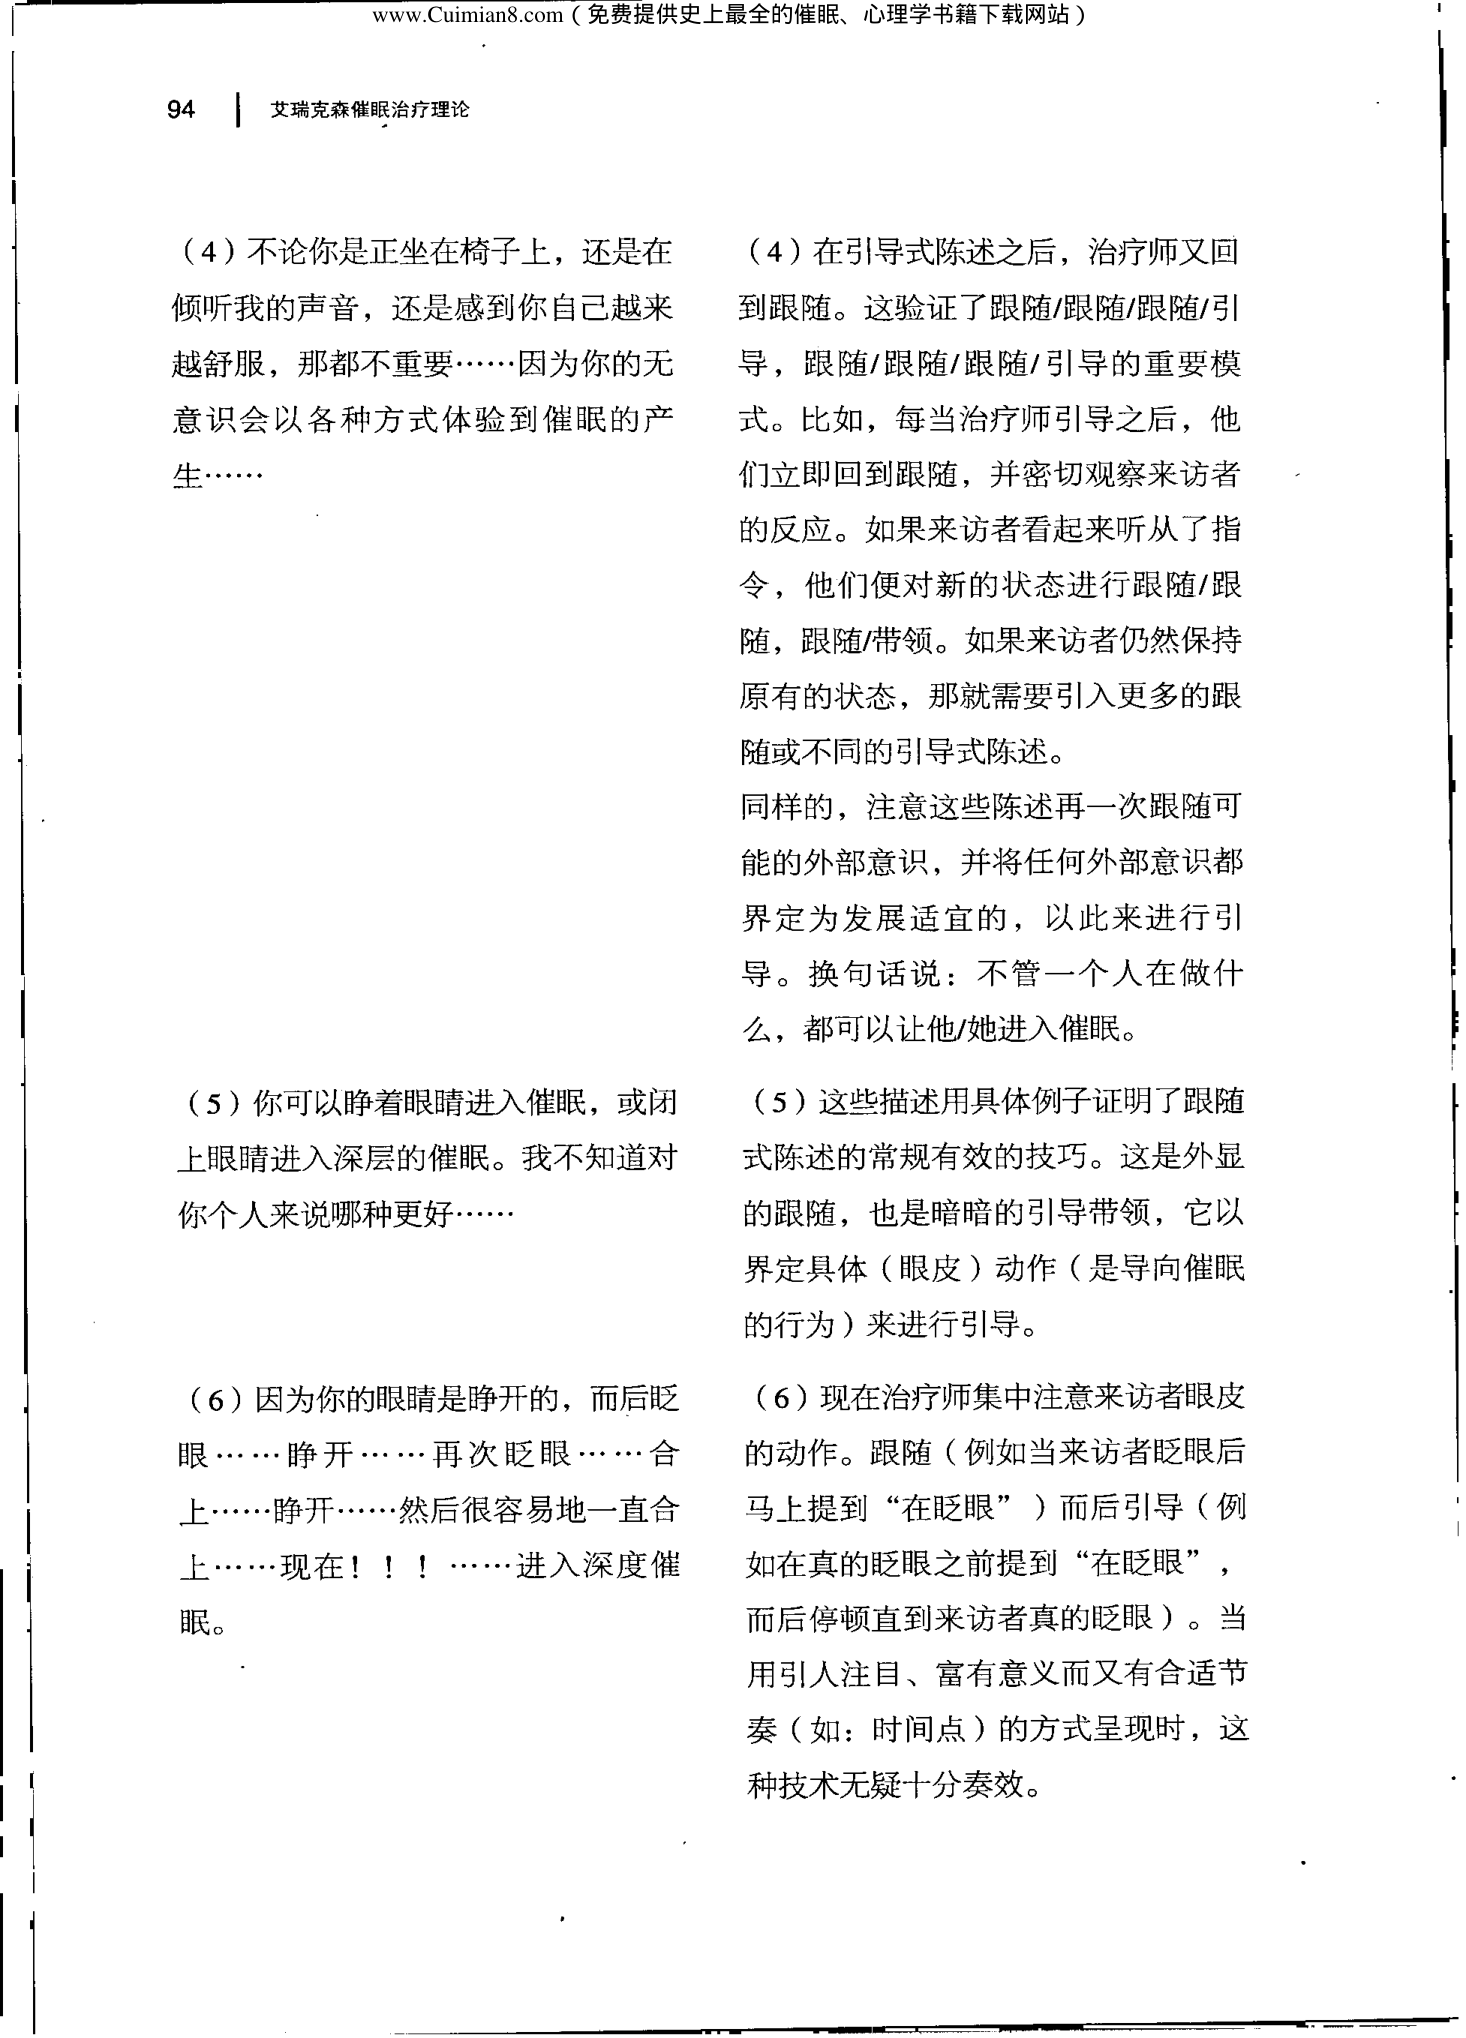 www.Cuimian8.com（免费提供史上最全的催眠、心理学书籍下载网站）
94 艾瑞克森催眠治疗理论
（4）不论你是正坐在椅子上，还是在
倾听我的声音，还是感到你自己越来
越舒服，那都不重要……因为你的无
意识会以各种方式体验到催眠的产
生……
（4）在引导式陈述之后，治疗师又回
到跟随。这验证了跟随/跟随/跟随/引
导，跟随/跟随/跟随/引导的重要模
式。比如，每当治疗师引导之后，他
们立即回到跟随，并密切观察来访者
的反应。如果来访者看起来听从了指
令，他们便对新的状态进行跟随/跟
随，跟随/带领。如果来访者仍然保持
原有的状态，那就需要引入更多的跟
随或不同的引导式陈述。
同样的，注意这些陈述再一次跟随可
能的外部意识，并将任何外部意识都
界定为发展适宜的，以此来进行引
导。换句话说：不管一个人在做什
么，都可以让他/她进入催眠。
（5）你可以睁着眼睛进入催眠，或闭
上眼睛进入深层的催眠。我不知道对
你个人来说哪种更好……
（5）这些描述用具体例子证明了跟随
式陈述的常规有效的技巧。这是外显
的跟随，也是暗暗的引导带领，它以
界定具体（眼皮）动作（是导向催眠
的行为）来进行引导。
（6）因为你的眼睛是睁开的，而后眨
眼……睁开……再次眨眼……合
上……睁开……然后很容易地一直合
上……现在！！！……进入深度催
眠。
（6）现在治疗师集中注意来访者眼皮
的动作。跟随（例如当来访者眨眼后
马上提到“在眨眼”）而后引导（例
如在真的眨眼之前提到“在眨眼”，
而后停顿直到来访者真的眨眼）。当
用引人注目、富有意义而又有合适节
奏（如：时间点）的方式呈现时，这
种技术无疑十分奏效。